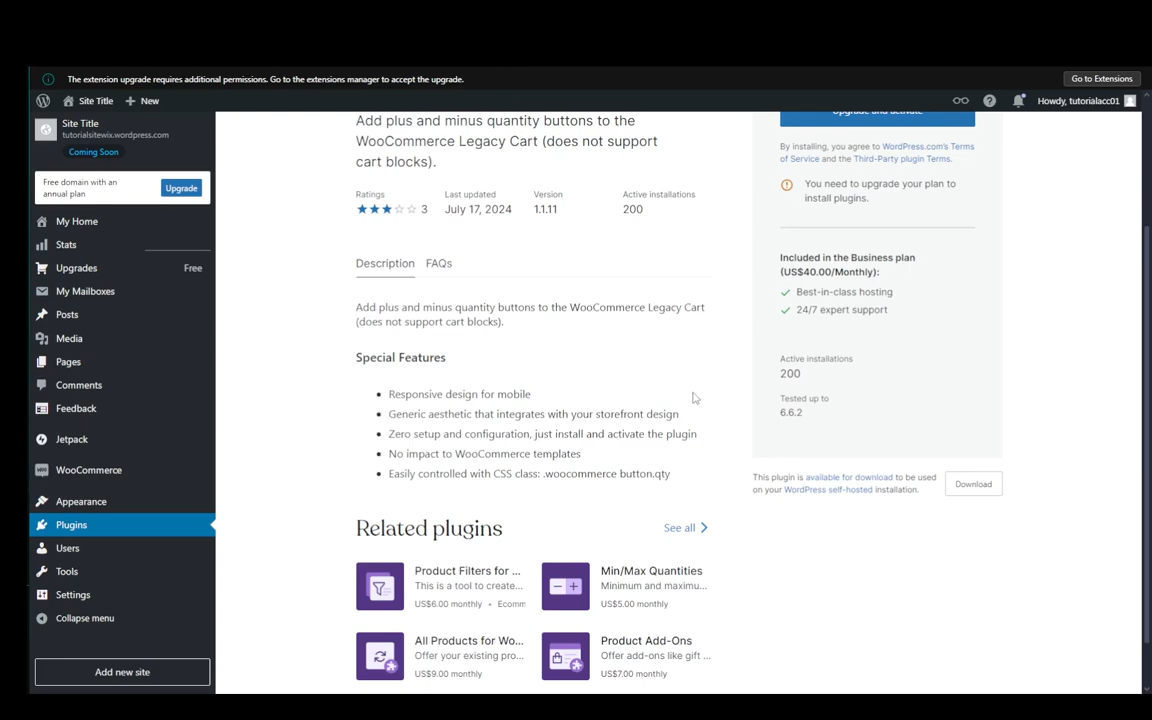 The extension upgrade requires additional permissions. Go to the extensions manager to accept the upgrade.
Go to Extensions
Site Title
New
Howdy, tutorialacc01
Site Title
tutorialsitewix.wordpress.com
Coming Soon
Free domain with an
annual plan
Upgrade
My Home
Stats
Upgrades
Free
My Mailboxes
Posts
Media
Pages
Comments
Feedback
Jetpack
WooCommerce
Appearance
Plugins
Users
Tools
Settings
Collapse menu
Add new site
Add plus and minus quantity buttons to the
WooCommerce Legacy Cart (does not support
cart blocks).
Ratings
3
Last updated
July 17, 2024
Version
1.1.11
Active installations
200
Description
FAQs
Add plus and minus quantity buttons to the WooCommerce Legacy Cart
(does not support cart blocks).
Special Features
Responsive design for mobile
Generic aesthetic that integrates with your storefront design
Zero setup and configuration, just install and activate the plugin
No impact to WooCommerce templates
Easily controlled with CSS class: .woocommerce button.qty
Related plugins
See all
Product Filters for ...
This is a tool to create...
US$6.00 monthly • Ecomm
Min/Max Quantities
Minimum and maximu...
US$5.00 monthly
All Products for Wo...
Offer your existing pro...
US$9.00 monthly
Product Add-Ons
Offer add-ons like gift ...
US$7.00 monthly
Upgrade and activate
By installing, you agree to WordPress.com's Terms
of Service and the Third-Party plugin Terms.
You need to upgrade your plan to
install plugins.
Included in the Business plan
(US$40.00/Monthly):
Best-in-class hosting
24/7 expert support
Active installations
200
Tested up to
6.6.2
This plugin is available for download to be used
on your WordPress self-hosted installation.
Download